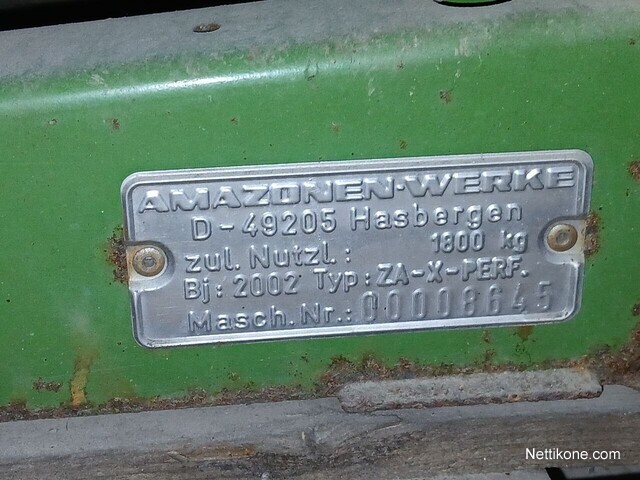 AMAZONEN-WERKE
D-49205 Hasbergen
zul. Nutzl.: 1800 kg
Bj: 2002 Typ: ZA-X-PERF.
Masch.Nr.: 00008645
Nettikone.com